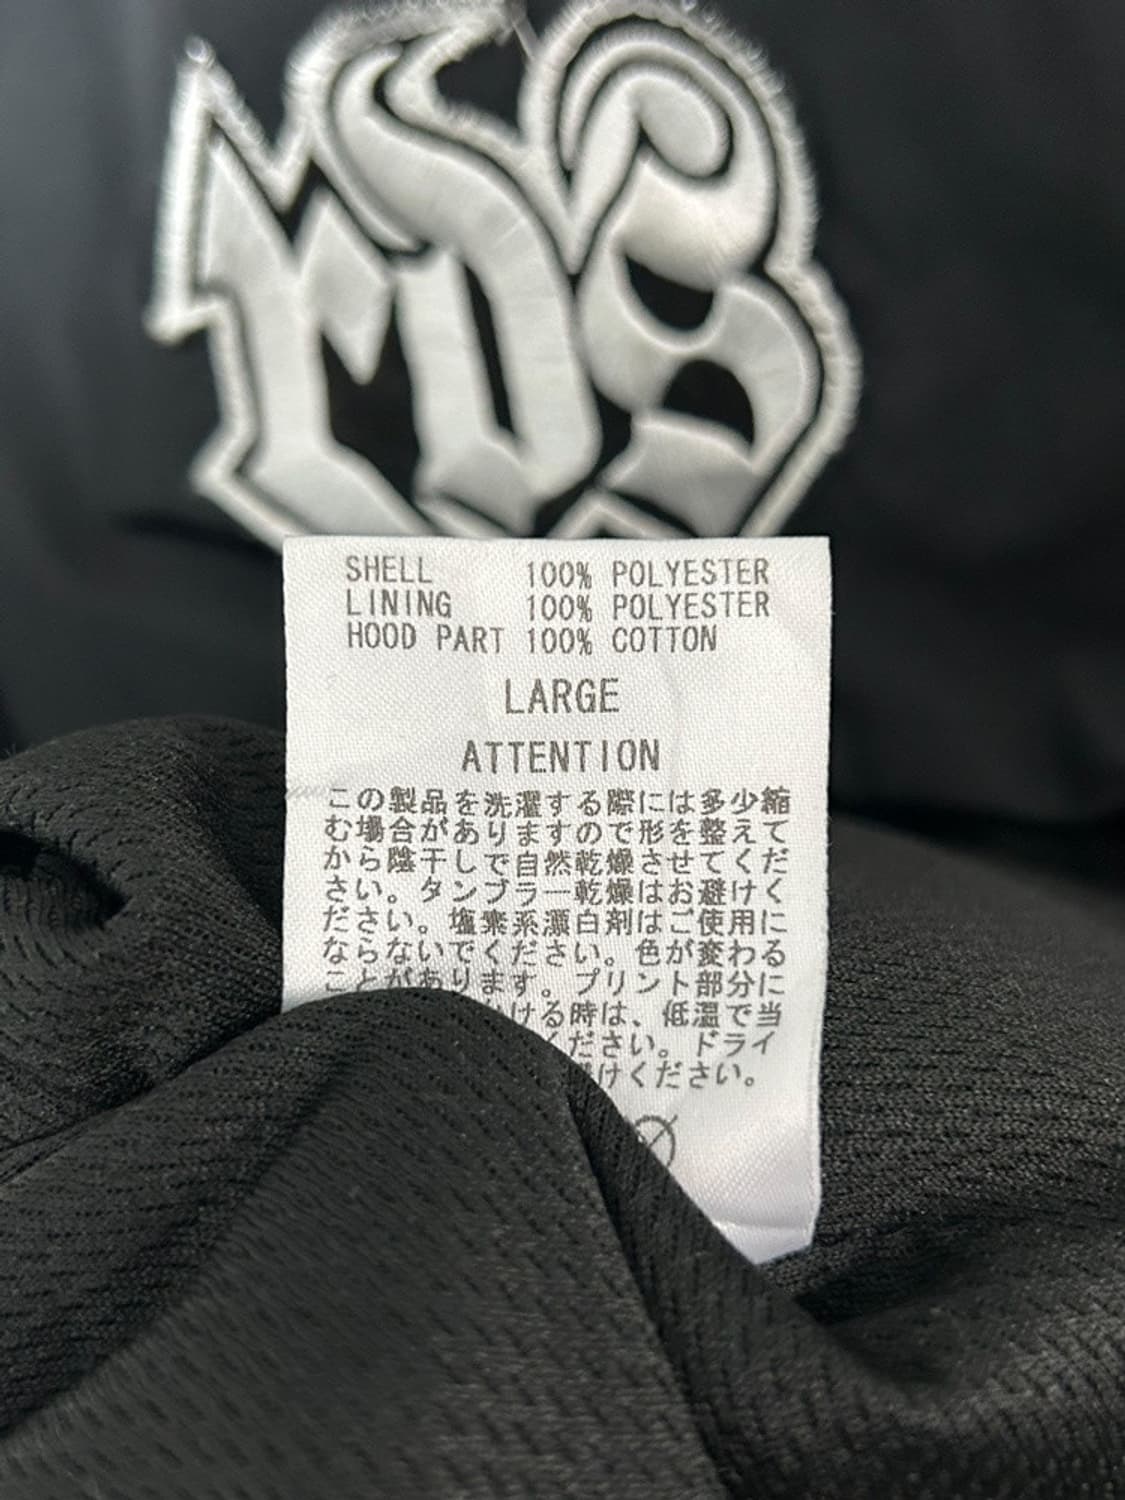 SHELL 100% POLYESTER
LINING 100% POLYESTER
HOOD PART 100% COTTON
LARGE
ATTENTION
この製品を洗濯する際には多少縮
む場合がありますので形を整えて
から陰干しで自然乾燥させてくだ
さい。タンブラー乾燥はお避けく
ださい。塩素系漂白剤はご使用に
ならないでください。色が変わる
ことがあります。プリント部分に
ける時は、低温で当
ください。ドライ
けください。